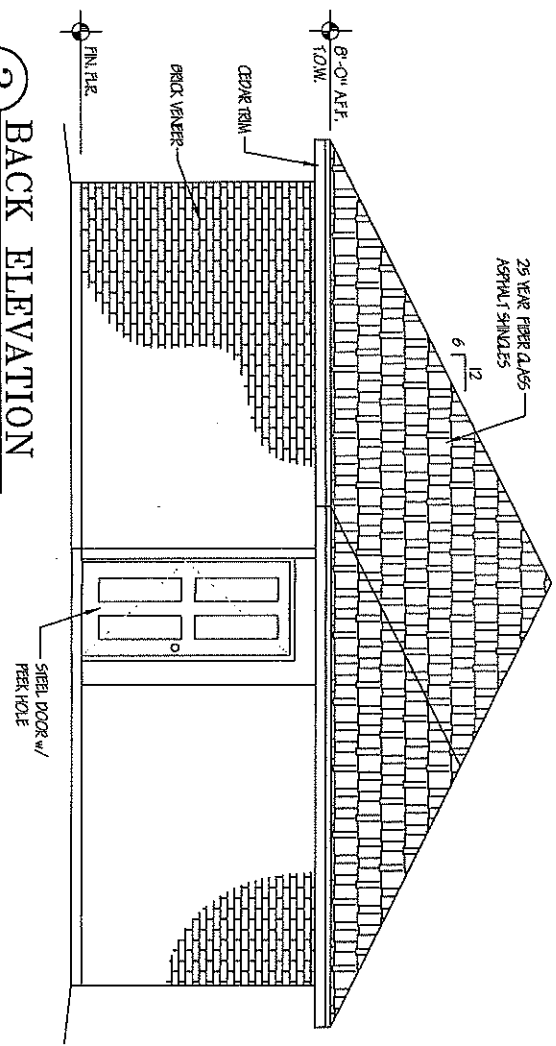 25 YEAR FIBER GLASS
ASPHALT SHINGLES
12
6
8'-0" A.F.F.
T.O.W.
CEDAR TRIM
BRICK VENEER
FIN. FLR.
STEEL DOOR w/
PEEK HOLE
2 BACK ELEVATION